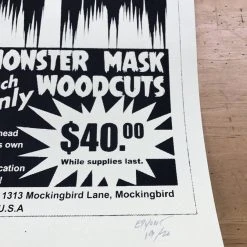 MONSTER MASK
ch WOODCUTS
nly
head
s own
$40.00
While supplies last.
cation
l
1313 Mockingbird Lane, Mockingbird
U.S.A